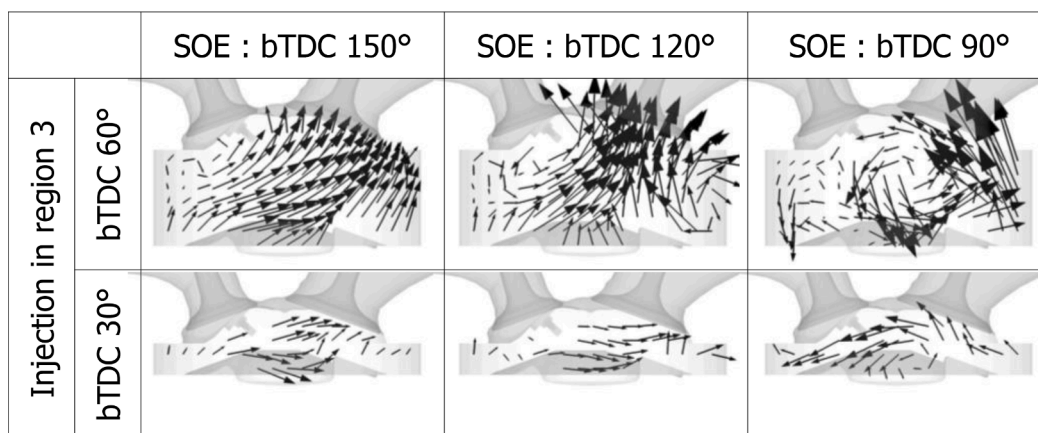 SOE : bTDC 150°
SOE : bTDC 120°
SOE : bTDC 90°
Injection in region 3
bTDC 60°
bTDC 30°